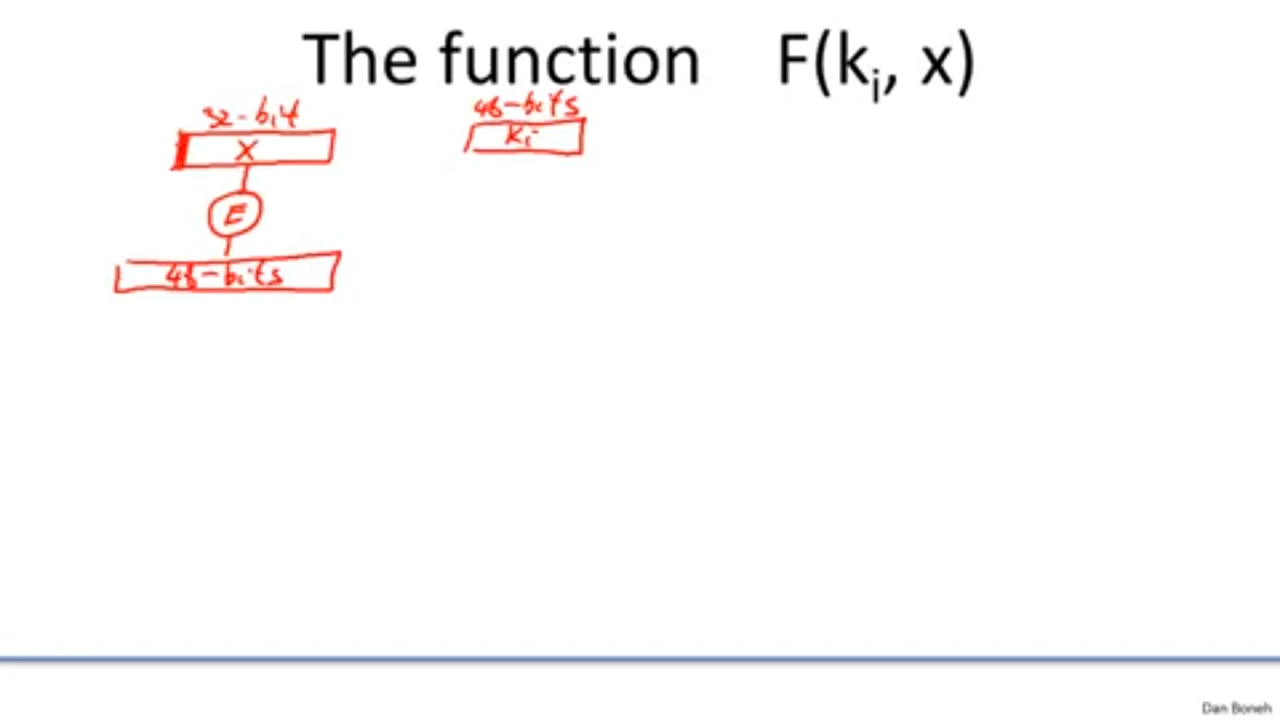 The function F(kᵢ, x)
32-bit
48-bits
X
Ki
E
48-bits
Dan Boneh